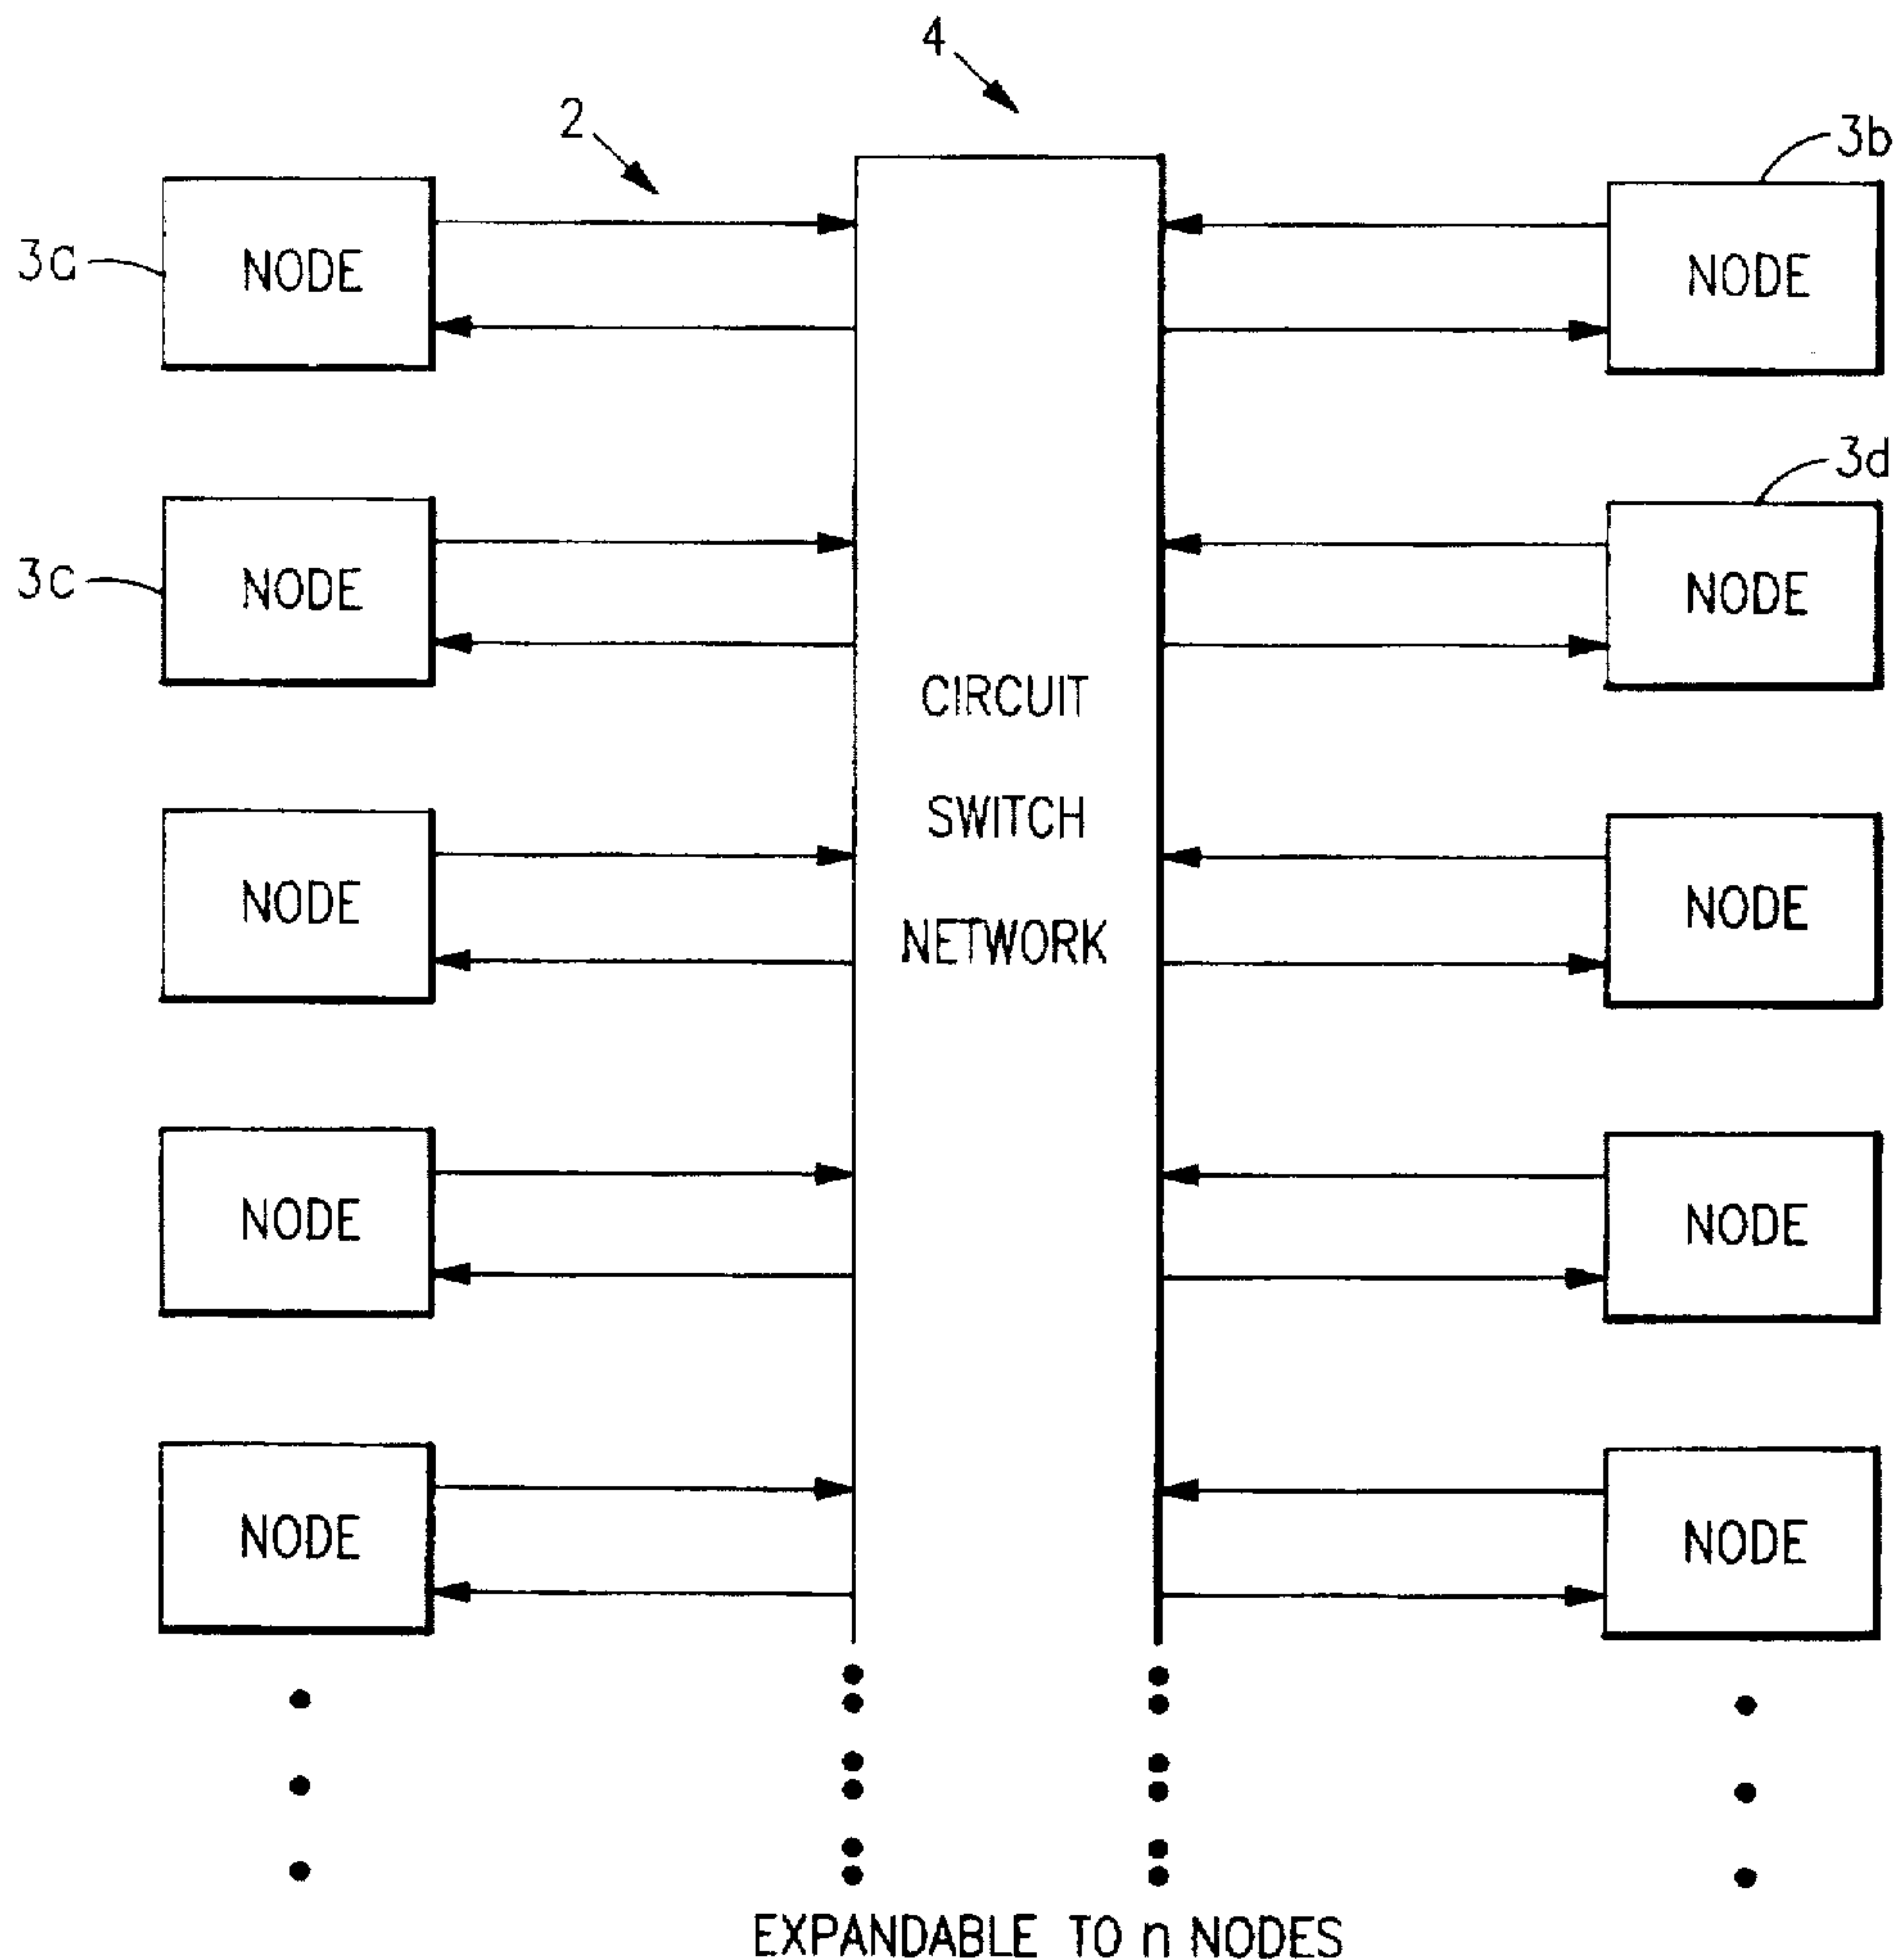 4
2
3b
3a
NODE
NODE
3d
3c
NODE
NODE
CIRCUIT
SWITCH
NETWORK
NODE
NODE
NODE
NODE
NODE
NODE
EXPANDABLE TO n NODES